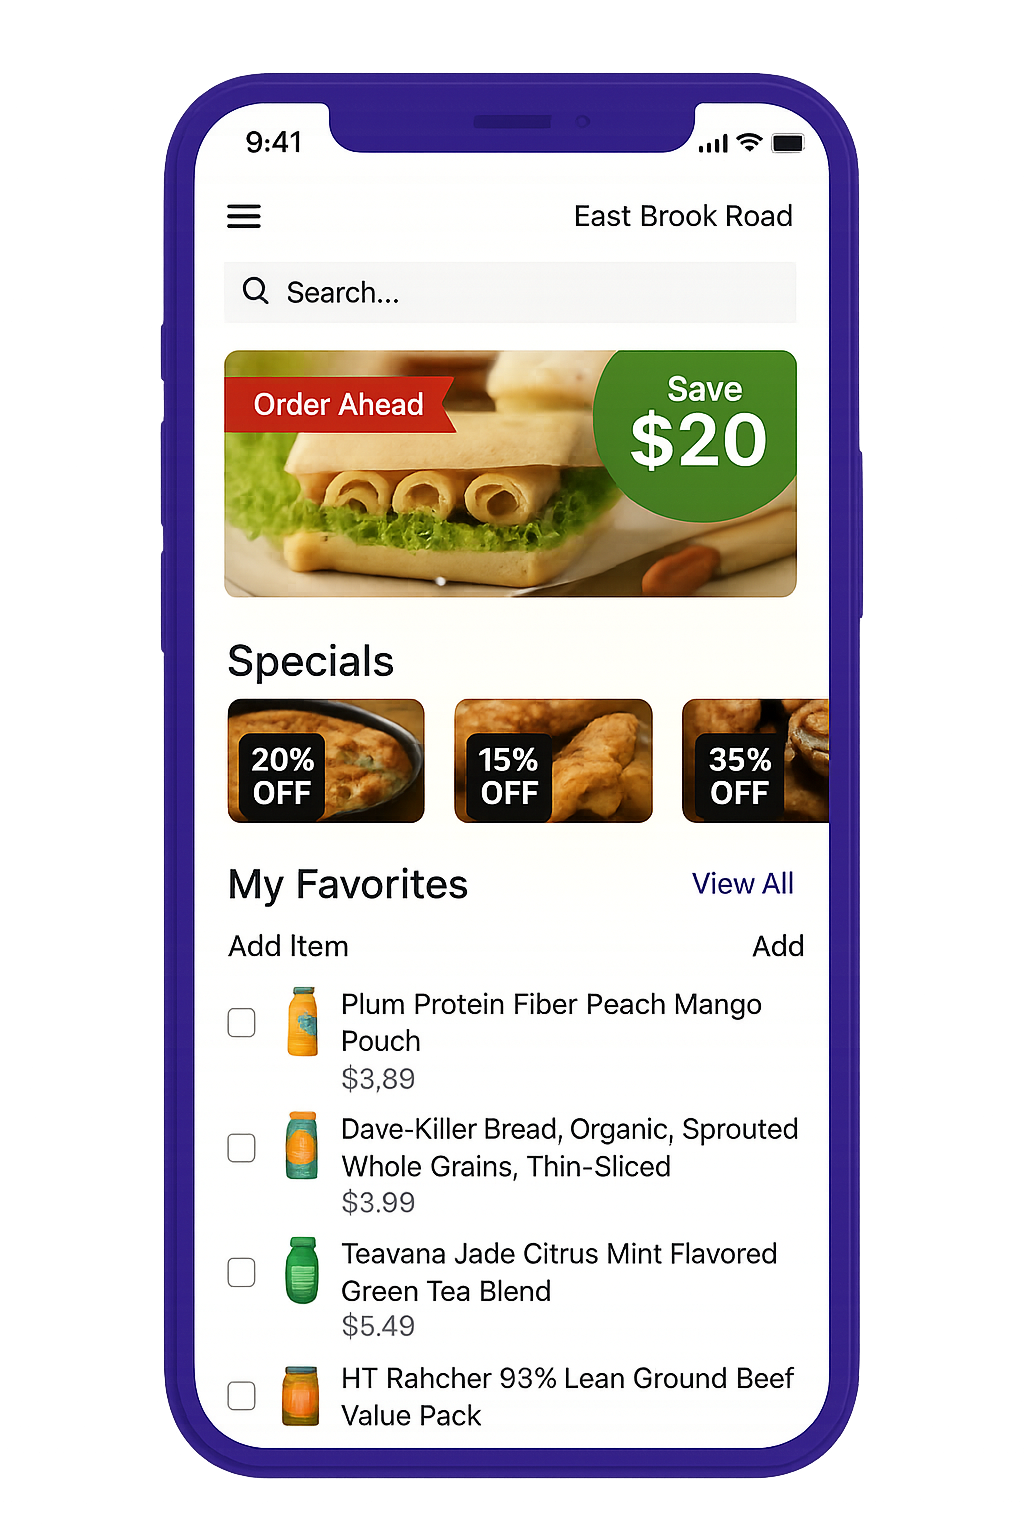 9:41
East Brook Road
Search...
Order Ahead
Save
$20
Specials
20%
OFF
15%
OFF
35%
OFF
My Favorites
View All
Add Item
Add
Plum Protein Fiber Peach Mango
Pouch
$3,89
Dave-Killer Bread, Organic, Sprouted
Whole Grains, Thin-Sliced
$3.99
Teavana Jade Citrus Mint Flavored
Green Tea Blend
$5.49
HT Rahcher 93% Lean Ground Beef
Value Pack